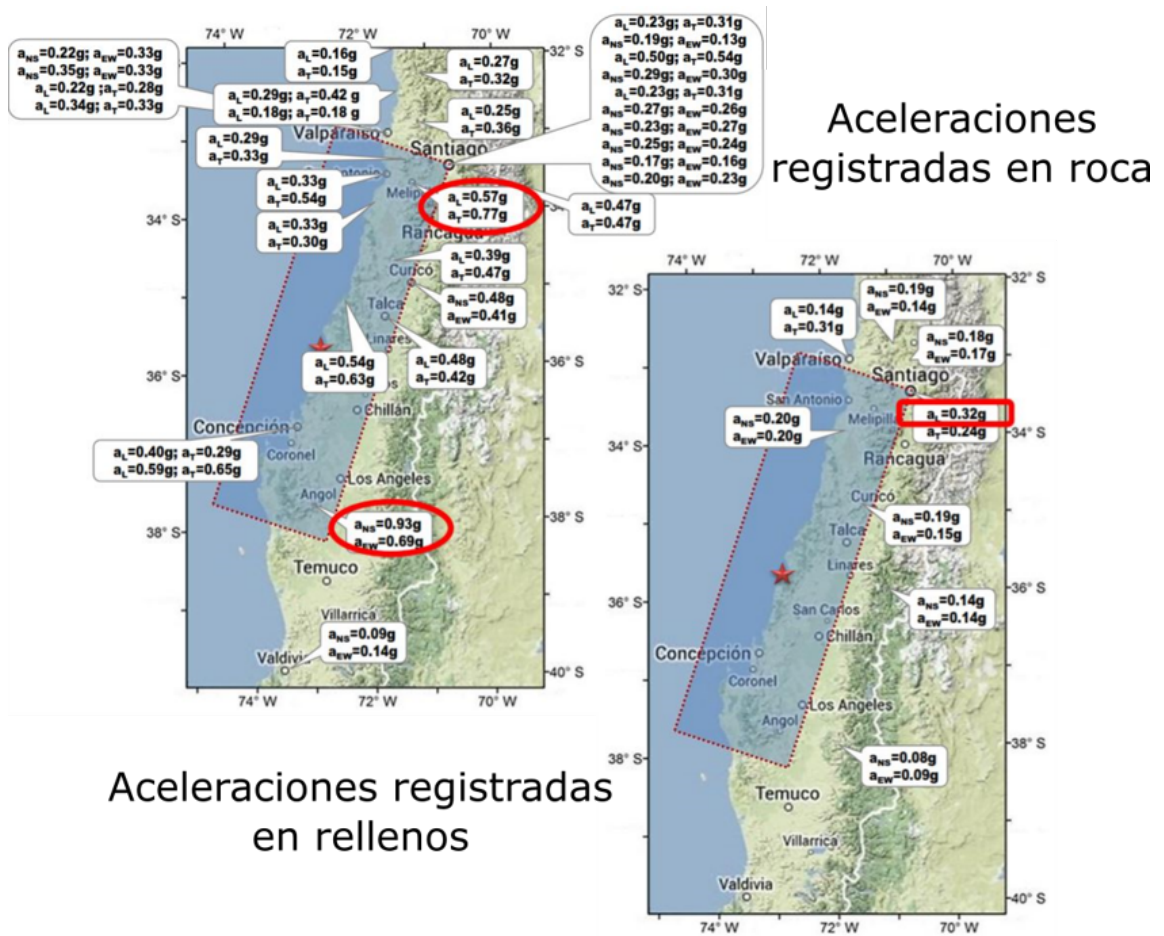 74° W
72° W
70° W
32° S
aNS=0.22g; aEW=0.33g
aNS=0.35g; aEW=0.33g
aL=0.22g ;aT=0.28g
aL=0.34g; aT=0.33g
aL=0.16g
aT=0.15g
aL=0.27g
aT=0.32g
aL=0.29g; aT=0.42 g
aL=0.18g; aT=0.18 g
aL=0.25g
aT=0.36g
aL=0.23g; aT=0.31g
aNS=0.19g; aEW=0.13g
aL=0.50g; aT=0.54g
aNS=0.29g; aEW=0.30g
aL=0.23g; aT=0.31g
aNS=0.27g; aEW=0.26g
aNS=0.23g; aEW=0.27g
aNS=0.25g; aEW=0.24g
aNS=0.17g; aEW=0.16g
aNS=0.20g; aEW=0.23g
Aceleraciones
registradas en roca
Valparaíso
Santiago
aL=0.29g
aT=0.33g
aL=0.33g
aT=0.54g
aL=0.57g
aT=0.77g
aL=0.47g
aT=0.47g
34° S
aL=0.33g
aT=0.30g
Rancagua
aL=0.39g
aT=0.47g
Curicó
aNS=0.48g
aEW=0.41g
Talca
Linares
36° S
36° S
aL=0.54g
aT=0.63g
aL=0.48g
aT=0.42g
Chillán
Concepción
Coronel
aL=0.40g; aT=0.29g
aL=0.59g; aT=0.65g
Los Angeles
Angol
38° S
38° S
aNS=0.93g
aEW=0.69g
Temuco
Villarrica
aNS=0.09g
aEW=0.14g
40° S
74° W
72° W
70° W
74° W
72° W
70° W
32° S
32° S
aNS=0.19g
aEW=0.14g
aL=0.14g
aT=0.31g
aNS=0.18g
aEW=0.17g
Valparaíso
Santiago
San Antonio
Melipilla
aL=0.32g
aT=0.24g
aNS=0.20g
aEW=0.20g
34° S
34° S
Rancagua
Curicó
aNS=0.19g
aEW=0.15g
Talca
Linares
36° S
36° S
San Carlos
aNS=0.14g
aEW=0.14g
Chillán
Concepción
Coronel
Los Angeles
Angol
38° S
38° S
aNS=0.08g
aEW=0.09g
Temuco
Villarrica
Valdivia
40° S
74° W
72° W
70° W
Aceleraciones registradas
en rellenos